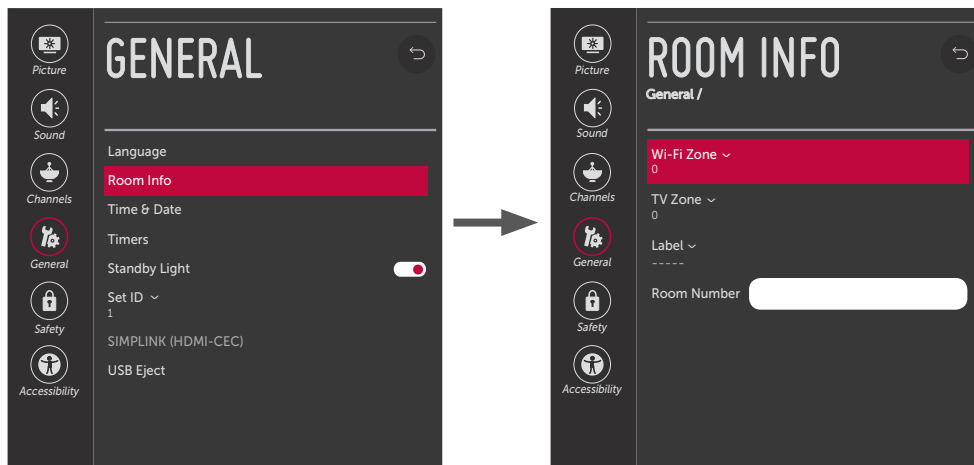 GENERAL
Picture
Sound
Channels
General
Safety
Accessibility
Language
Room Info
Time & Date
Timers
Standby Light
Set ID
1
SIMPLINK (HDMI-CEC)
USB Eject
ROOM INFO
General /
Picture
Sound
Channels
General
Safety
Accessibility
Wi-Fi Zone
0
TV Zone
0
Label
-----
Room Number